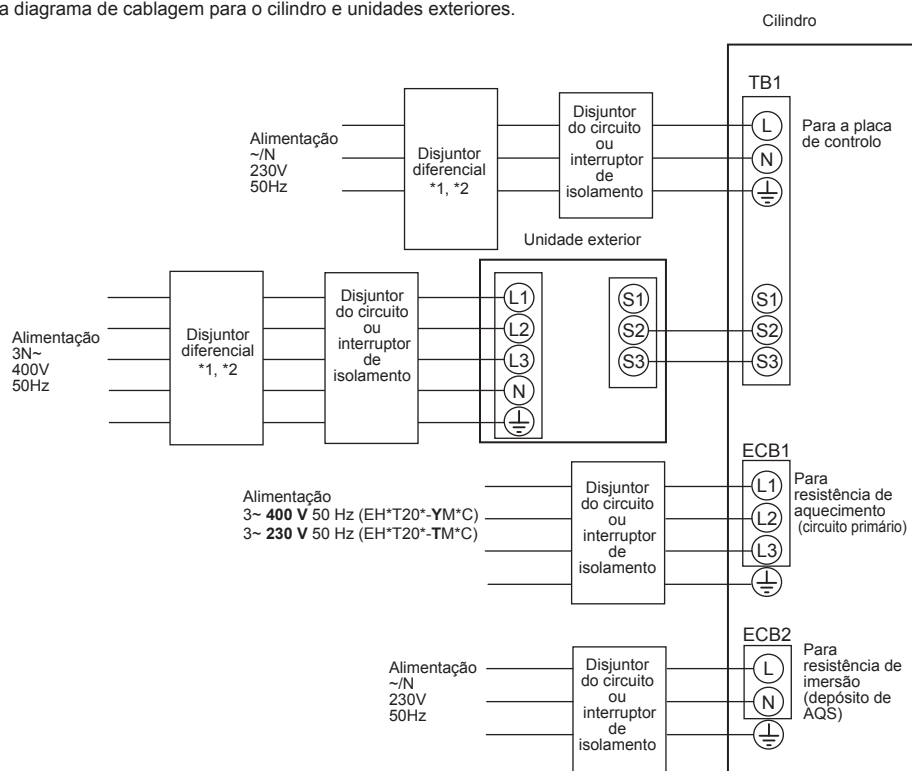 a diagrama de cablagem para o cilindro e unidades exteriores.
Cilindro
TB1
Alimentação
~/N
230V
50Hz
Disjuntor
diferencial
*1, *2
Disjuntor
do circuito
ou
interruptor
de
isolamento
L
N
Para a placa
de controlo
Unidade exterior
Alimentação
3N~
400V
50Hz
Disjuntor
diferencial
*1, *2
Disjuntor
do circuito
ou
interruptor
de
isolamento
L1
L2
L3
N
S1
S2
S3
S1
S2
S3
ECB1
Alimentação
3~ 400 V 50 Hz (EH*T20*-YM*C)
3~ 230 V 50 Hz (EH*T20*-TM*C)
Disjuntor
do circuito
ou
interruptor
de
isolamento
L1
L2
L3
Para
resistência de
aquecimento
(circuito primário)
ECB2
Alimentação
~/N
230V
50Hz
Disjuntor
do circuito
ou
interruptor
de
isolamento
L
N
Para
resistência de
imersão
(depósito de
AQS)